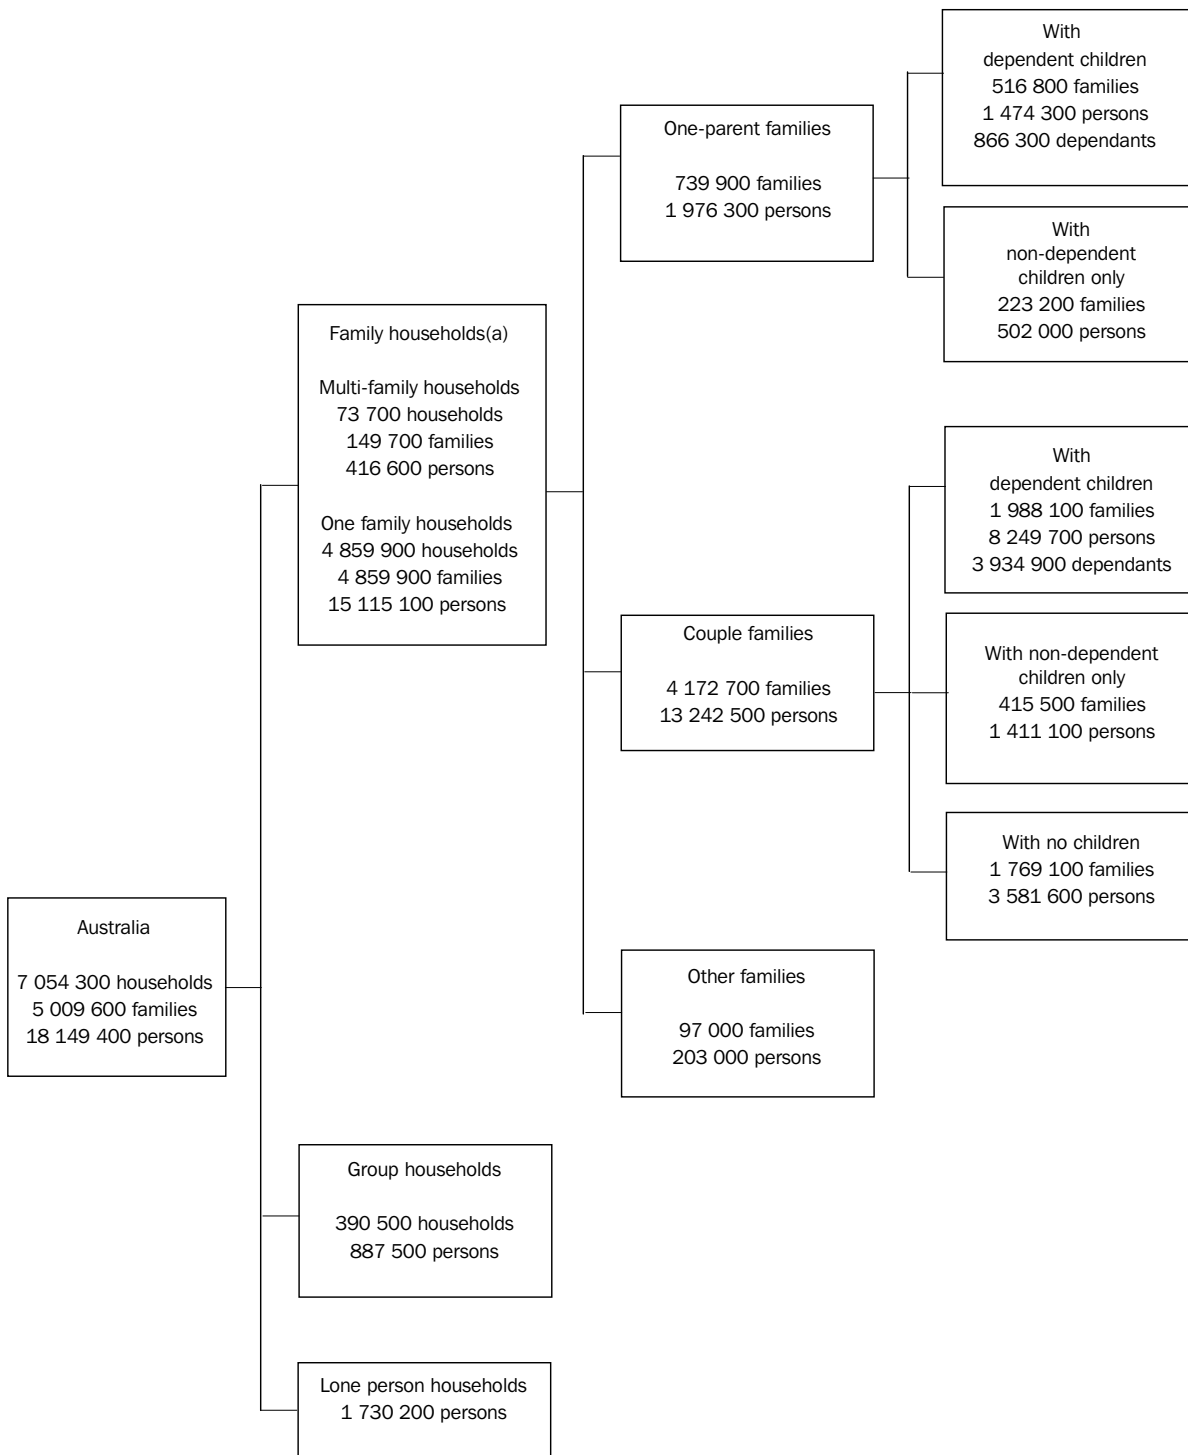 With
dependent children
516 800 families
1 474 300 persons
866 300 dependants
One-parent families
739 900 families
1 976 300 persons
With
non-dependent
children only
223 200 families
502 000 persons
Family households(a)
Multi-family households
73 700 households
149 700 families
416 600 persons
One family households
4 859 900 households
4 859 900 families
15 115 100 persons
With
dependent children
1 988 100 families
8 249 700 persons
3 934 900 dependants
Couple families
4 172 700 families
13 242 500 persons
With non-dependent
children only
415 500 families
1 411 100 persons
With no children
1 769 100 families
3 581 600 persons
Australia
7 054 300 households
5 009 600 families
18 149 400 persons
Other families
97 000 families
203 000 persons
Group households
390 500 households
887 500 persons
Lone person households
1 730 200 persons